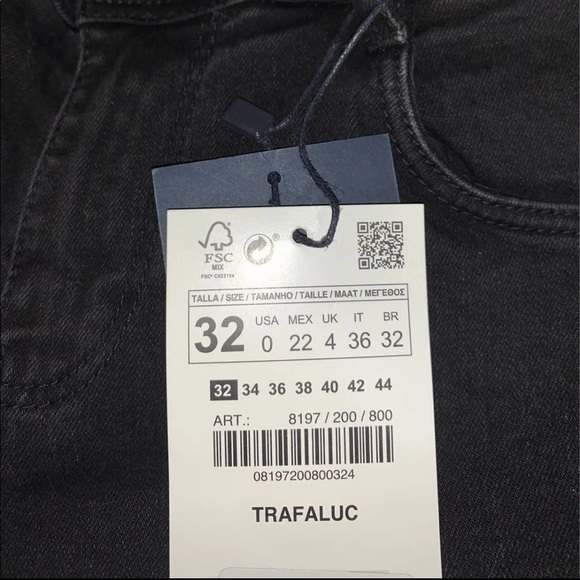 FSC
MIX
TALLA / SIZE / TAMANHO / TAILLE / MAAT / ΜΕΓΕΘΟΣ
32 USA MEX UK IT BR
0 22 4 36 32
32 34 36 38 40 42 44
ART.: 8197 / 200 / 800
08197200800324
TRAFALUC